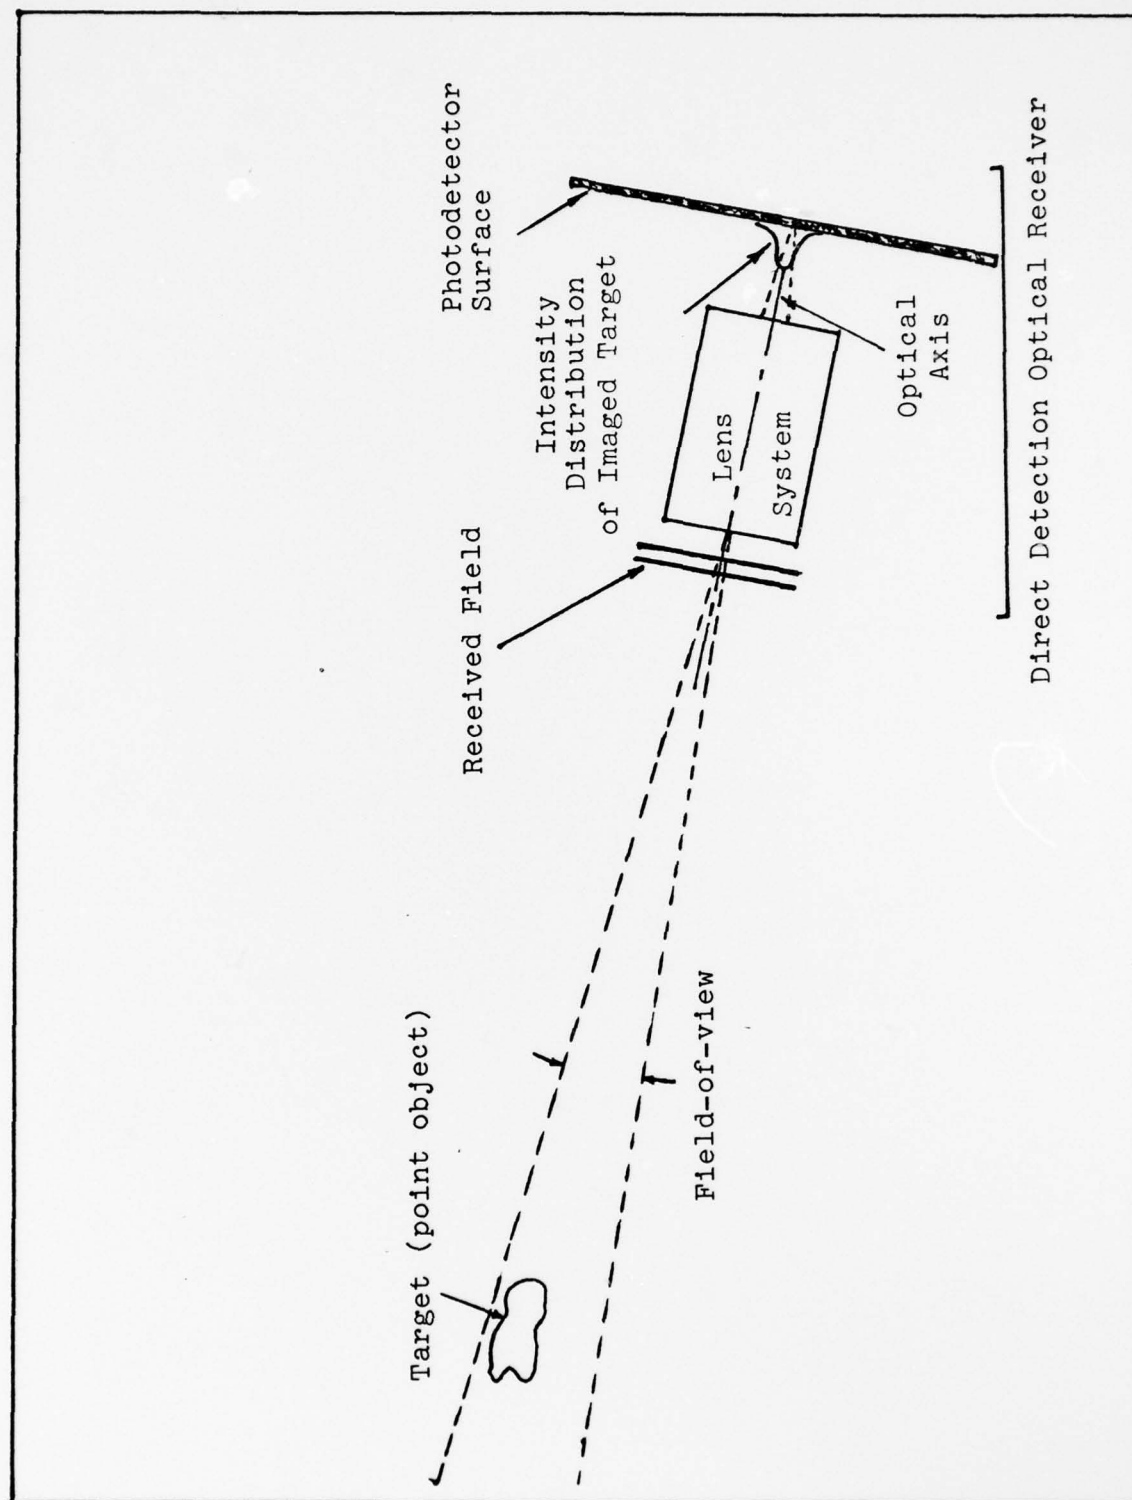 Target (point object)
Field-of-view
Received Field
Intensity
Distribution
of Imaged Target
Lens
System
Photodetector
Surface
Optical
Axis
Direct Detection Optical Receiver